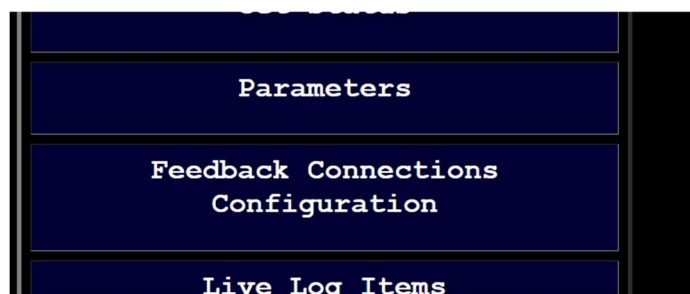 Parameters
Feedback Connections
Configuration
Live Log Items